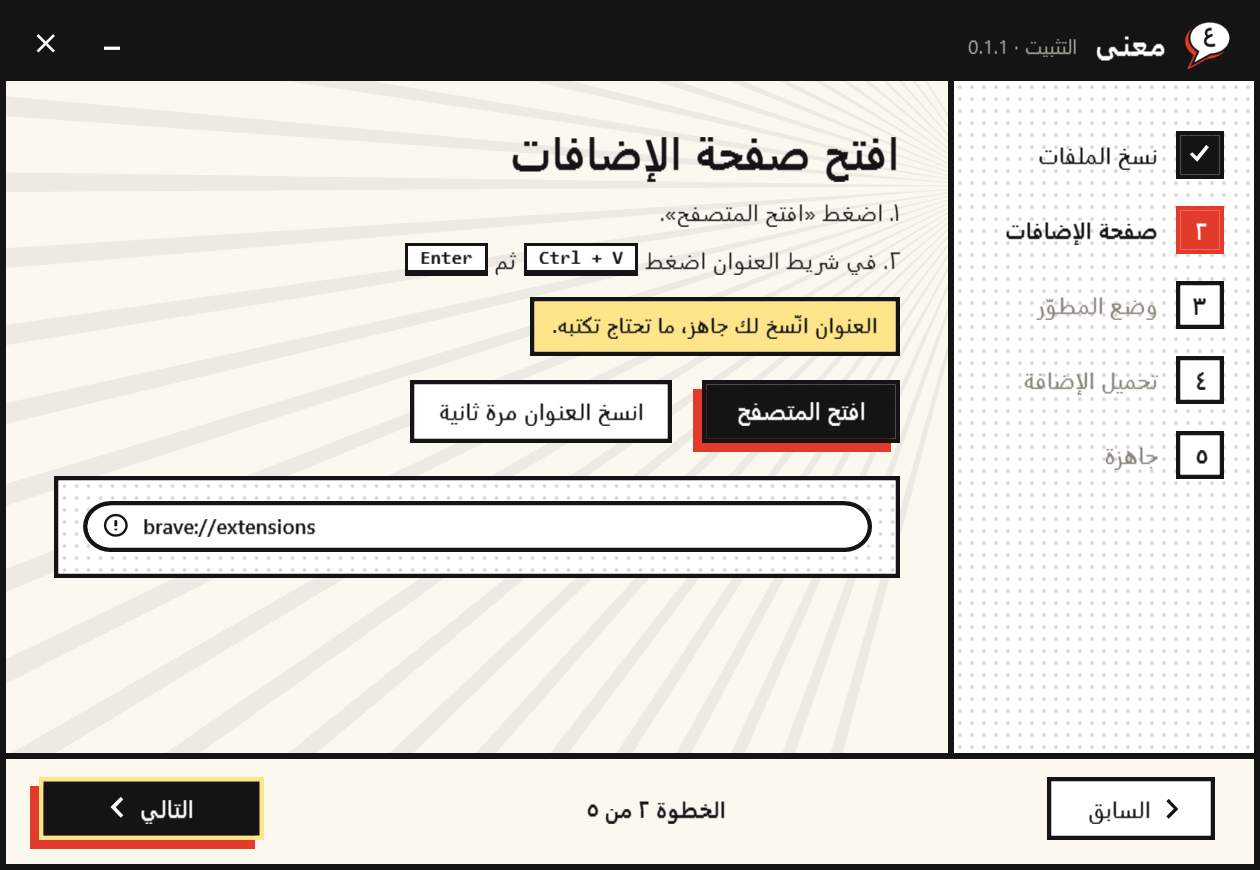 ع معنى التثبيت · 0.1.1
نسخ الملفات
٢ صفحة الإضافات
٣ وضع المطوّر
٤ تحميل الإضافة
٥ جاهزة
افتح صفحة الإضافات
١. اضغط «افتح المتصفح».
٢. في شريط العنوان اضغط Ctrl + V ثم Enter
العنوان انّسخ لك جاهز، ما تحتاج تكتبه.
افتح المتصفح انسخ العنوان مرة ثانية
brave://extensions
السابق الخطوة ٢ من ٥ التالي